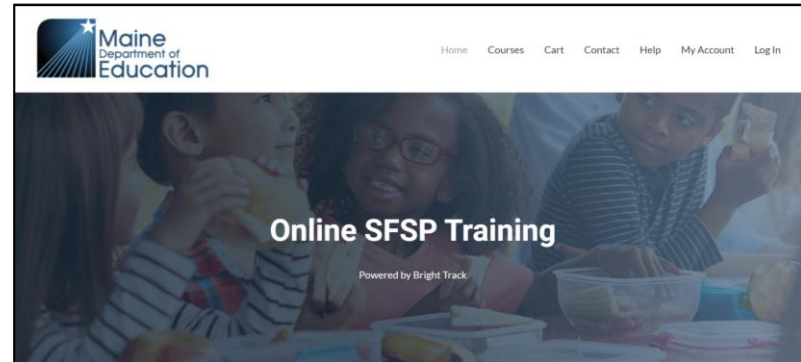 Maine
Department of
Education
Home Courses Cart Contact Help My Account Log In
Online SFSP Training
Powered by Bright Track